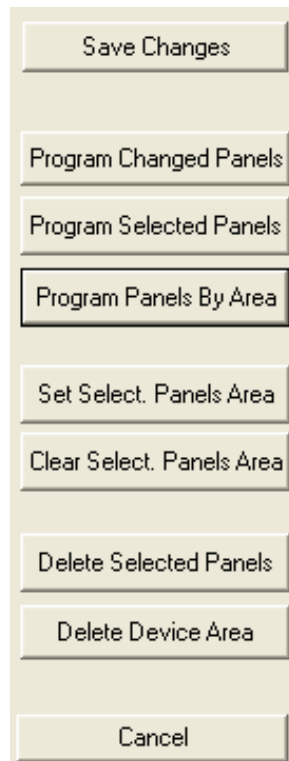 Save Changes
Program Changed Panels
Program Selected Panels
Program Panels By Area
Set Select. Panels Area
Clear Select. Panels Area
Delete Selected Panels
Delete Device Area
Cancel